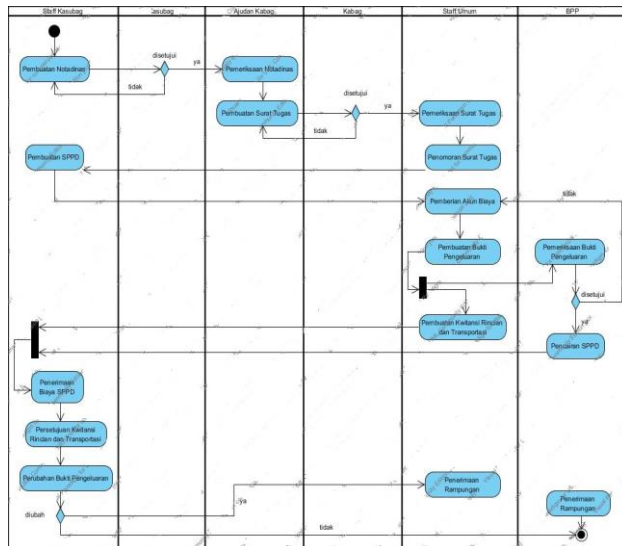 Staff Kasubag
Kasubag
Ajudan Kabag
Kabag
Staff Umum
BPP
Pembuatan Notadinas
disetujui
ya
tidak
Pemeriksaan Notadinas
Pembuatan Surat Tugas
disetujui
ya
tidak
Pemeriksaan Surat Tugas
Penomoran Surat Tugas
Pembuatan SPPD
Pemberian Akun Biaya
tidak
Pembuatan Bukti
Pengeluaran
Pemeriksaan Bukti
Pengeluaran
disetujui
ya
Pembuatan Kwitansi Rincian
dan Transportasi
Pencairan SPPD
Penerimaan
Biaya SPPD
Persetujuan Kwitansi
Rincian dan Transportasi
Perubahan Bukti Pengeluaran
diubah
ya
tidak
Penerimaan
Rampungan
Penerimaan
Rampungan